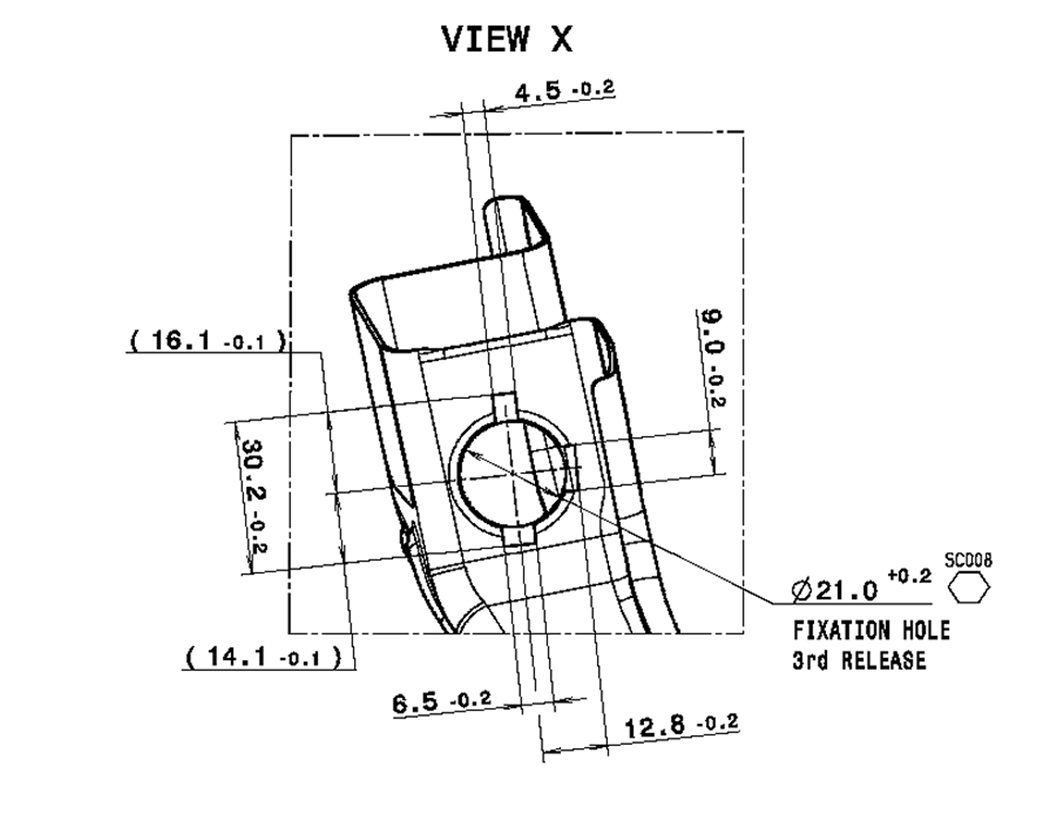 VIEW X
4.5 -0.2
(16.1 -0.1)
9.0 -0.2
30.2 -0.2
SC008
Ø21.0 +0.2
FIXATION HOLE
3rd RELEASE
(14.1 -0.1)
6.5 -0.2
12.8 -0.2